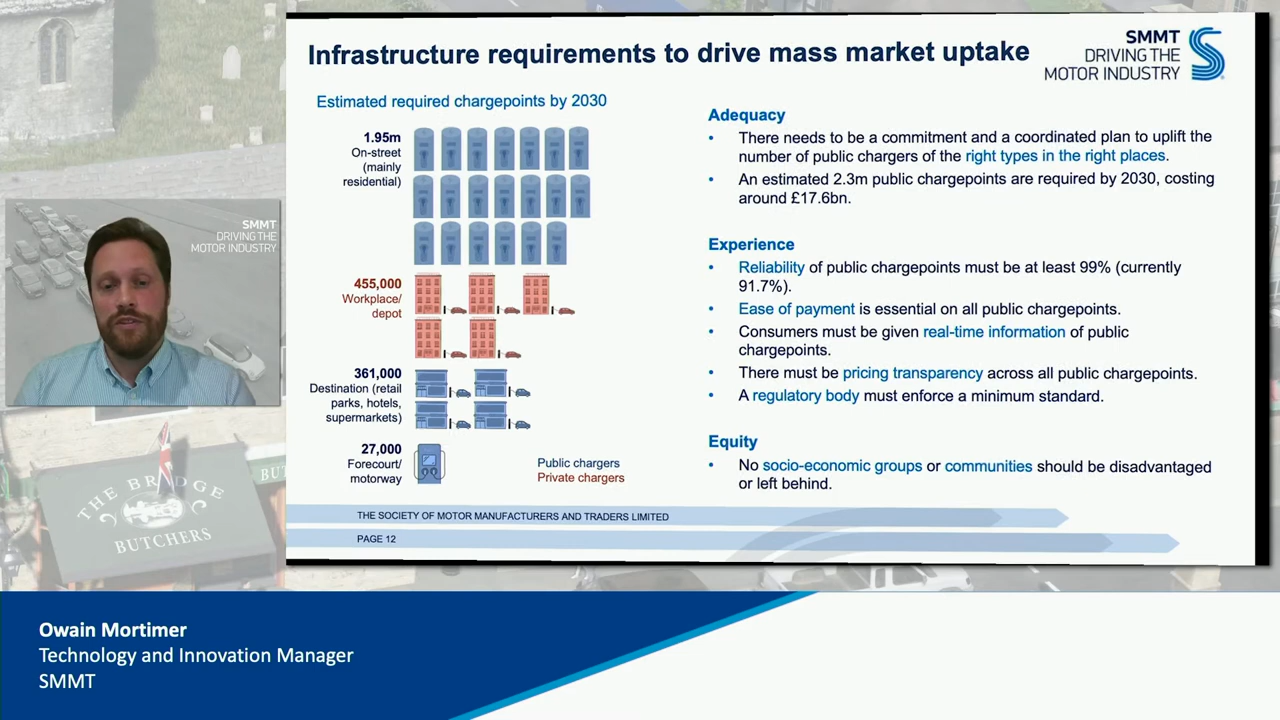 Infrastructure requirements to drive mass market uptake
SMMT
DRIVING THE
MOTOR INDUSTRY
Estimated required chargepoints by 2030
1.95m
On-street
(mainly
residential)
455,000
Workplace/
depot
361,000
Destination (retail
parks, hotels,
supermarkets)
27,000
Forecourt/
motorway
Public chargers
Private chargers
Adequacy
• There needs to be a commitment and a coordinated plan to uplift the
number of public chargers of the right types in the right places.
• An estimated 2.3m public chargepoints are required by 2030, costing
around £17.6bn.
Experience
• Reliability of public chargepoints must be at least 99% (currently
91.7%).
• Ease of payment is essential on all public chargepoints.
• Consumers must be given real-time information of public
chargepoints.
• There must be pricing transparency across all public chargepoints.
• A regulatory body must enforce a minimum standard.
Equity
• No socio-economic groups or communities should be disadvantaged
or left behind.
THE SOCIETY OF MOTOR MANUFACTURERS AND TRADERS LIMITED
PAGE 12
SMMT
DRIVING THE
MOTOR INDUSTRY
THE BRIDGE
BUTCHERS
BUTC
Owain Mortimer
Technology and Innovation Manager
SMMT